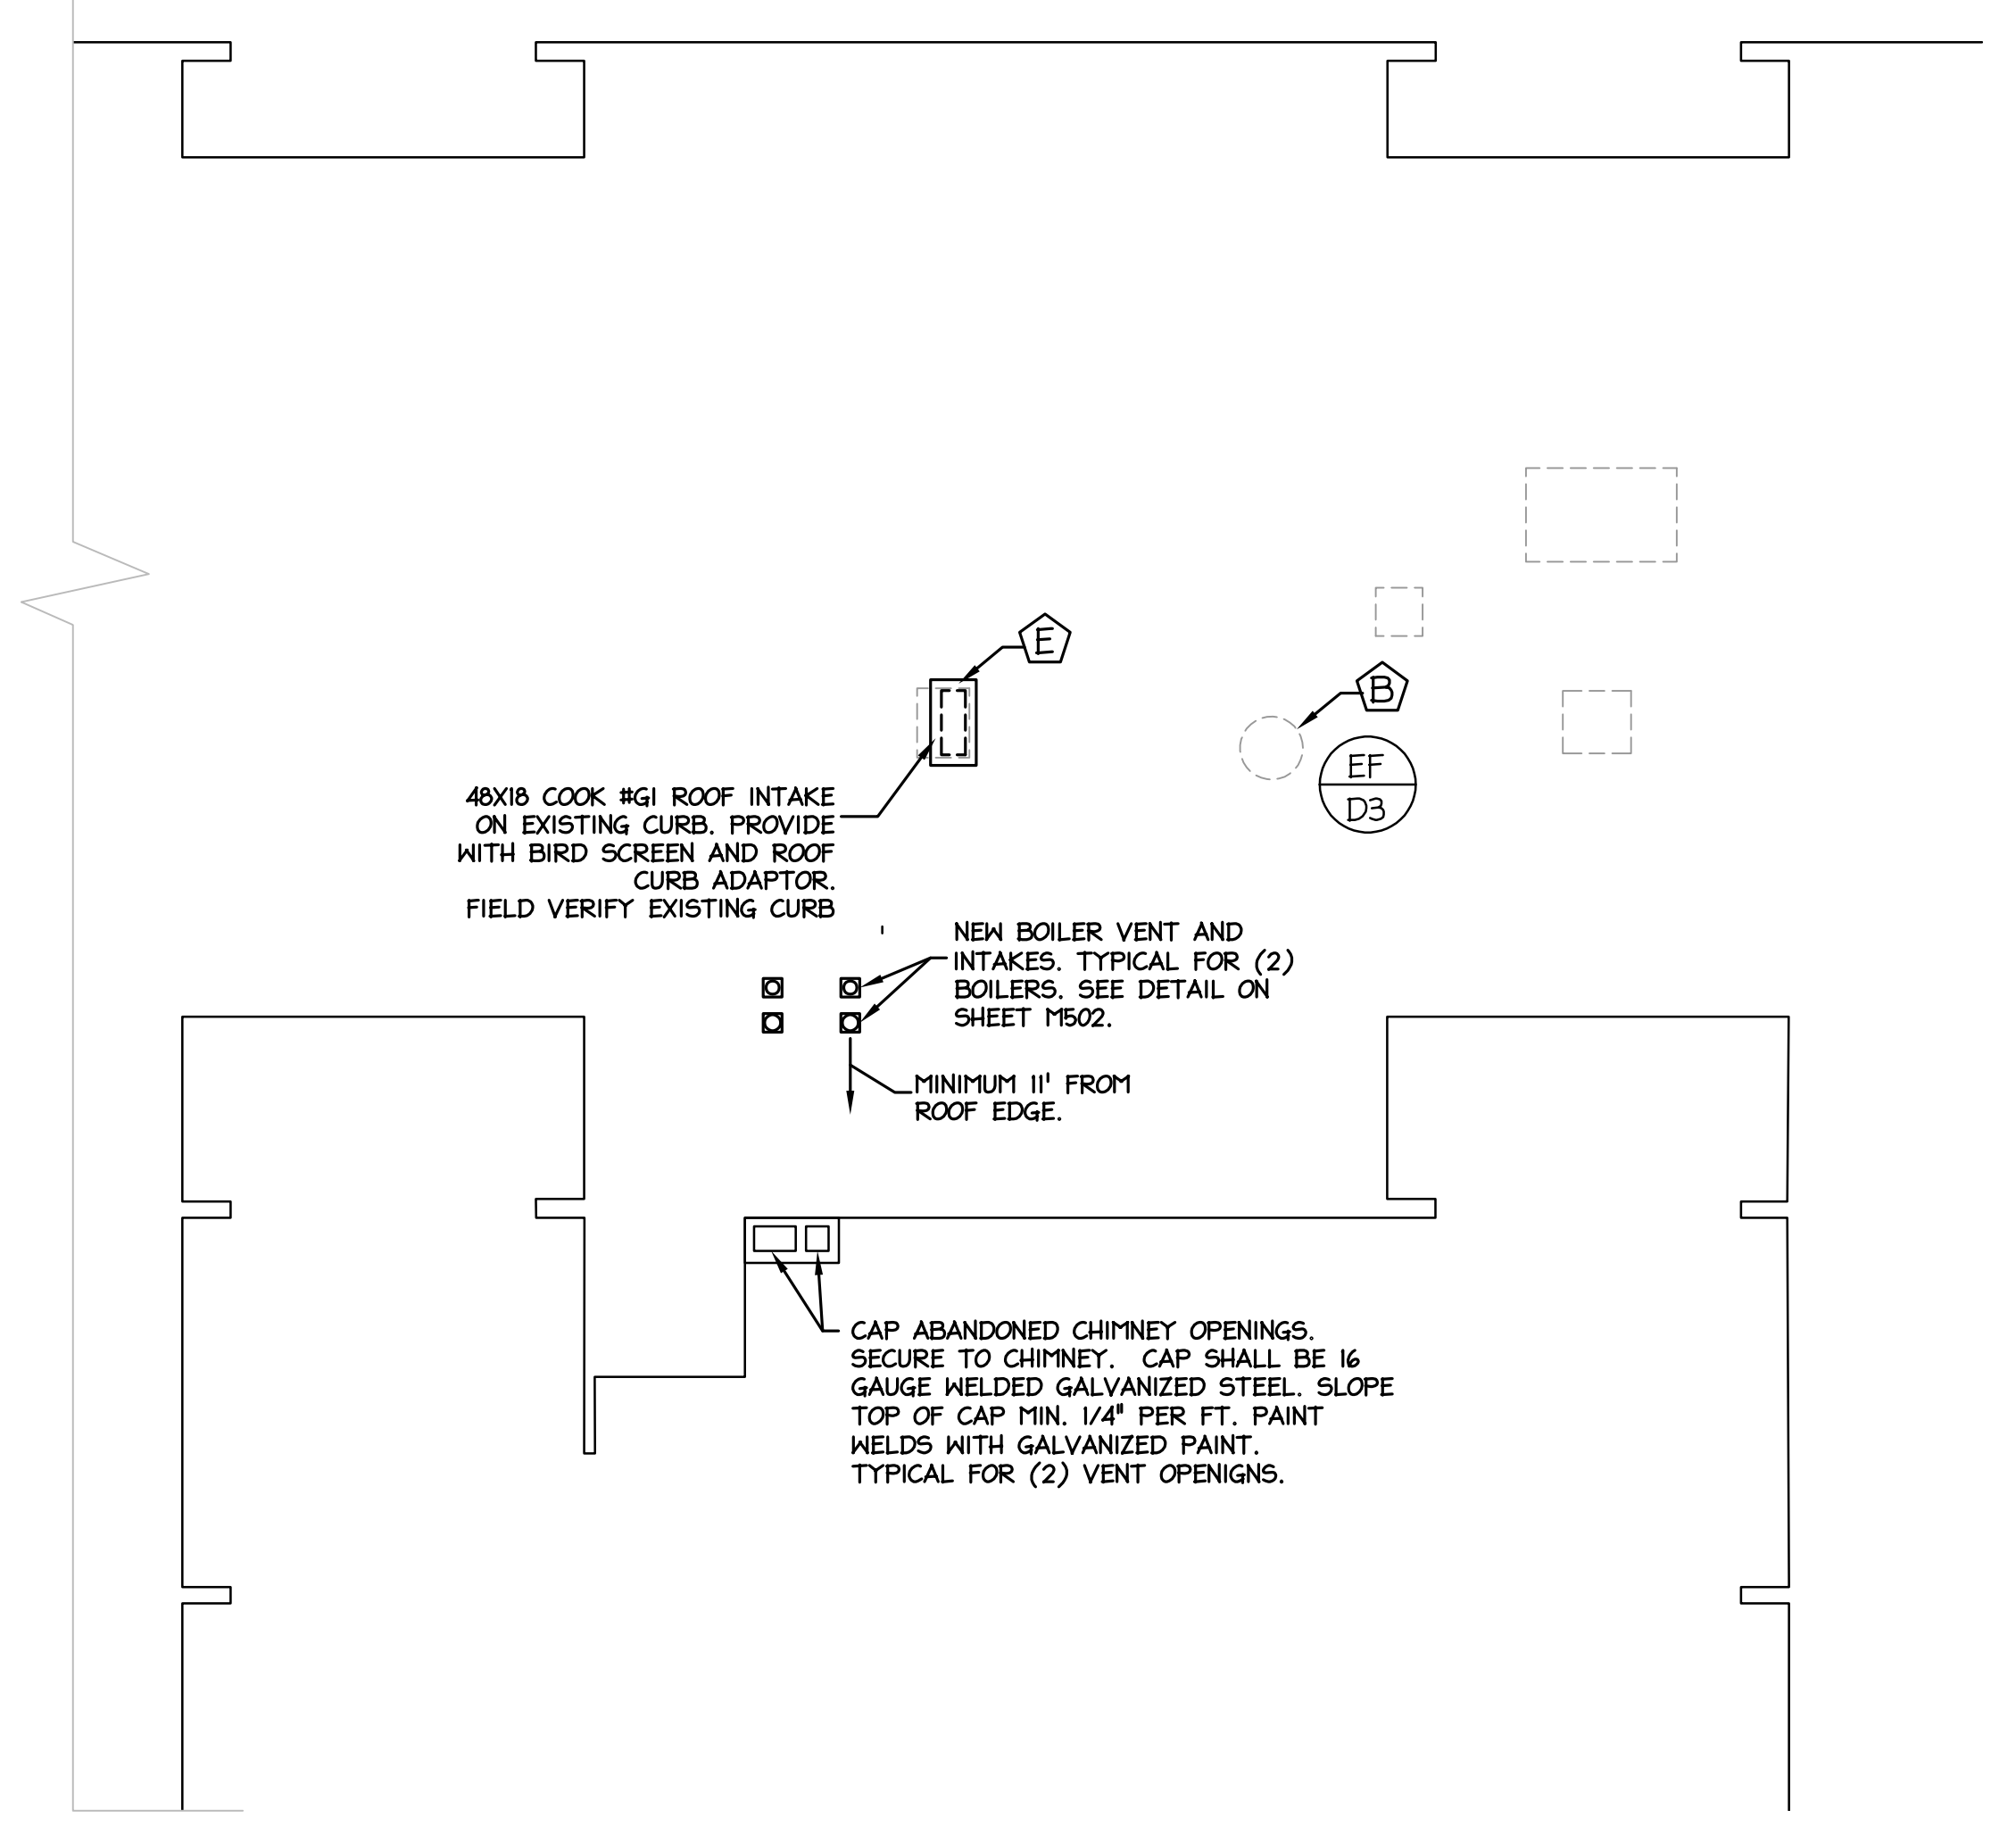 E
B
EF
D3
48X18 COOK #GI ROOF INTAKE
ON EXISTING CURB. PROVIDE
WITH BIRD SCREEN AND ROOF
CURB ADAPTOR.
FIELD VERIFY EXISTING CURB
NEW BOILER VENT AND
INTAKES. TYPICAL FOR (2)
BOILERS. SEE DETAIL ON
SHEET M502.
MINIMUM 11' FROM
ROOF EDGE.
CAP ABANDONED CHIMNEY OPENINGS.
SECURE TO CHIMNEY. CAP SHALL BE 16
GAUGE WELDED GALVANIZED STEEL. SLOPE
TOP OF CAP MIN. 1/4" PER FT. PAINT
WELDS WITH GALVANIZED PAINT.
TYPICAL FOR (2) VENT OPENIGNS.